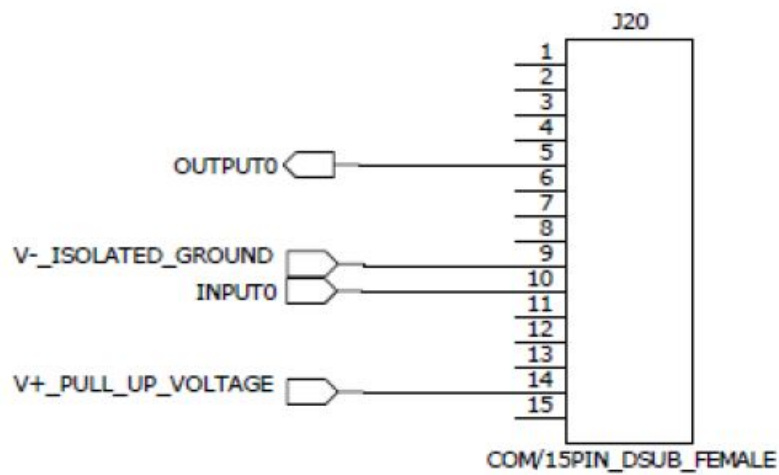 J20
1
2
3
4
OUTPUT0 5
6
7
8
V-_ISOLATED_GROUND 9
INPUT0 10
11
12
13
V+_PULL_UP_VOLTAGE 14
15
COM/15PIN_DSUB_FEMALE